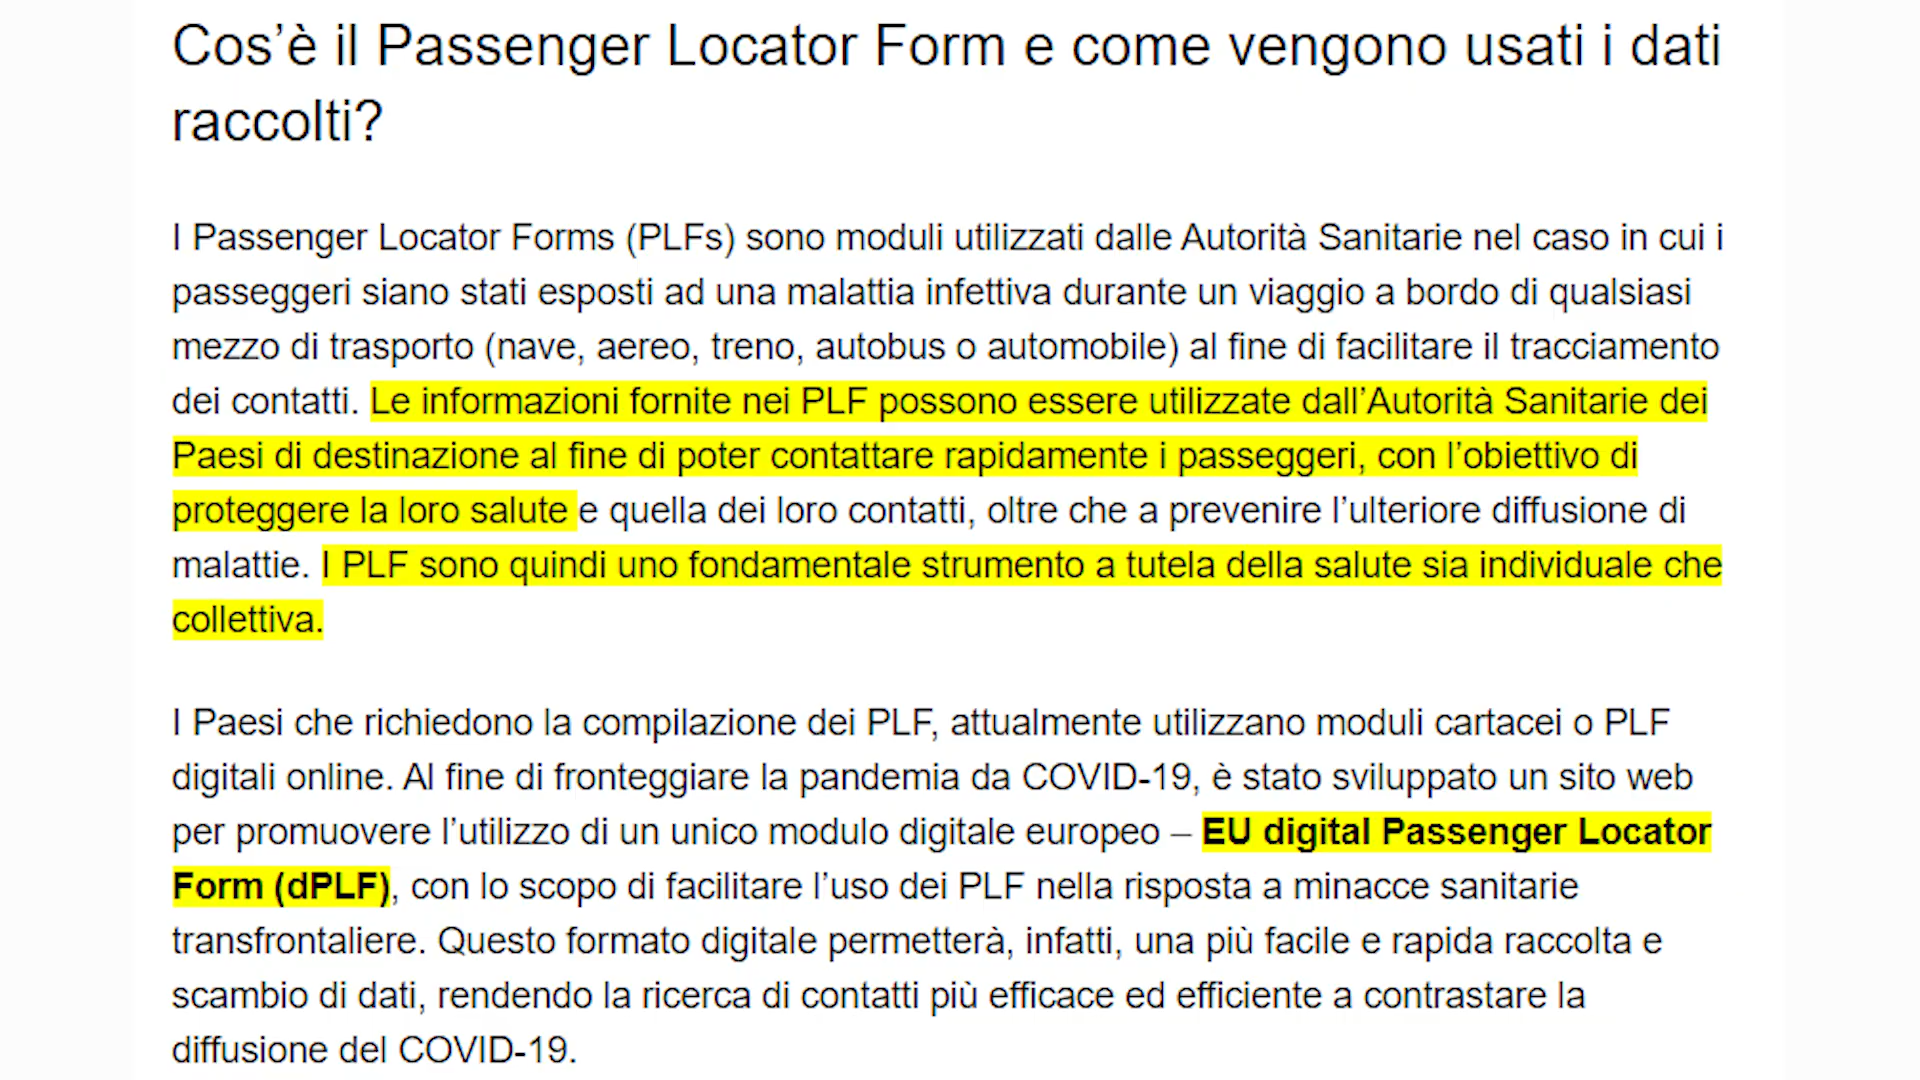 Cos’è il Passenger Locator Form e come vengono usati i dati
raccolti?
I Passenger Locator Forms (PLFs) sono moduli utilizzati dalle Autorità Sanitarie nel caso in cui i
passeggeri siano stati esposti ad una malattia infettiva durante un viaggio a bordo di qualsiasi
mezzo di trasporto (nave, aereo, treno, autobus o automobile) al fine di facilitare il tracciamento
dei contatti. Le informazioni fornite nei PLF possono essere utilizzate dall’Autorità Sanitarie dei
Paesi di destinazione al fine di poter contattare rapidamente i passeggeri, con l’obiettivo di
proteggere la loro salute e quella dei loro contatti, oltre che a prevenire l’ulteriore diffusione di
malattie. I PLF sono quindi uno fondamentale strumento a tutela della salute sia individuale che
collettiva.
I Paesi che richiedono la compilazione dei PLF, attualmente utilizzano moduli cartacei o PLF
digitali online. Al fine di fronteggiare la pandemia da COVID-19, è stato sviluppato un sito web
per promuovere l’utilizzo di un unico modulo digitale europeo – EU digital Passenger Locator
Form (dPLF), con lo scopo di facilitare l’uso dei PLF nella risposta a minacce sanitarie
transfrontaliere. Questo formato digitale permetterà, infatti, una più facile e rapida raccolta e
scambio di dati, rendendo la ricerca di contatti più efficace ed efficiente a contrastare la
diffusione del COVID-19.